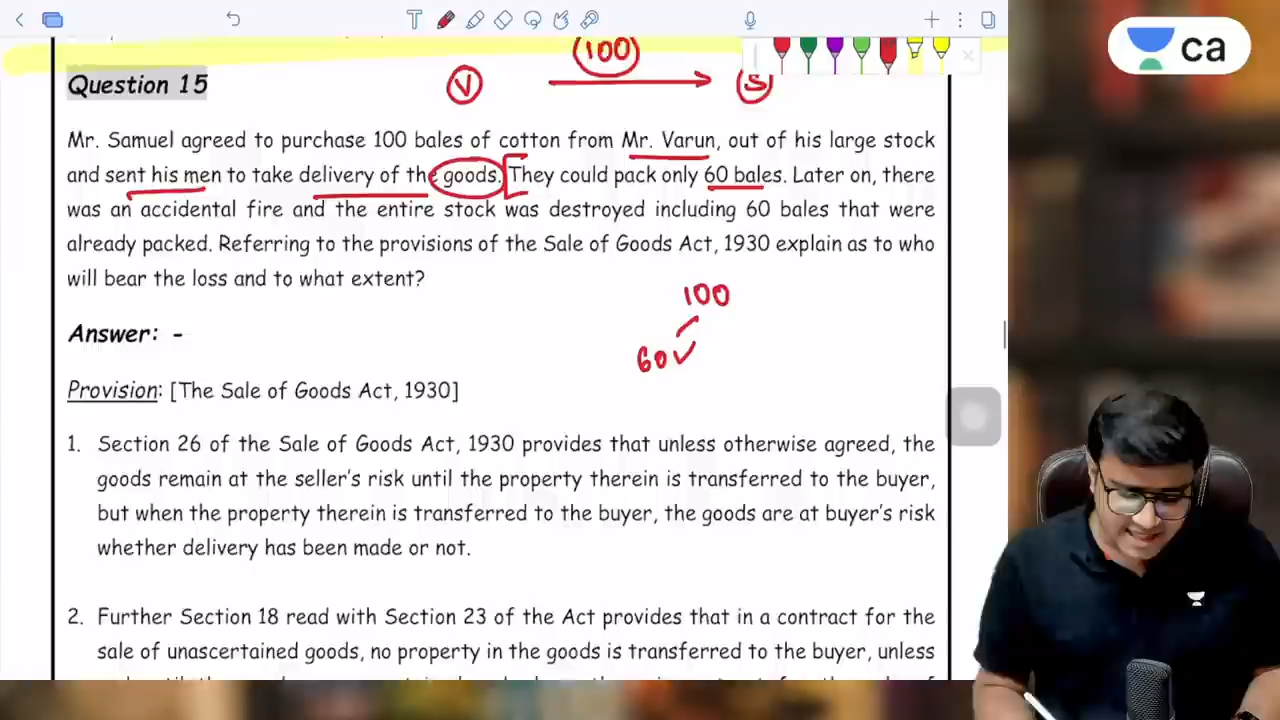 T
ca
100
Question 15
V
S
Mr. Samuel agreed to purchase 100 bales of cotton from Mr. Varun, out of his large stock
and sent his men to take delivery of the goods. They could pack only 60 bales. Later on, there
was an accidental fire and the entire stock was destroyed including 60 bales that were
already packed. Referring to the provisions of the Sale of Goods Act, 1930 explain as to who
will bear the loss and to what extent?
100
Answer: -
60
Provision: [The Sale of Goods Act, 1930]
1. Section 26 of the Sale of Goods Act, 1930 provides that unless otherwise agreed, the
goods remain at the seller's risk until the property therein is transferred to the buyer,
but when the property therein is transferred to the buyer, the goods are at buyer's risk
whether delivery has been made or not.
2. Further Section 18 read with Section 23 of the Act provides that in a contract for the
sale of unascertained goods, no property in the goods is transferred to the buyer, unless